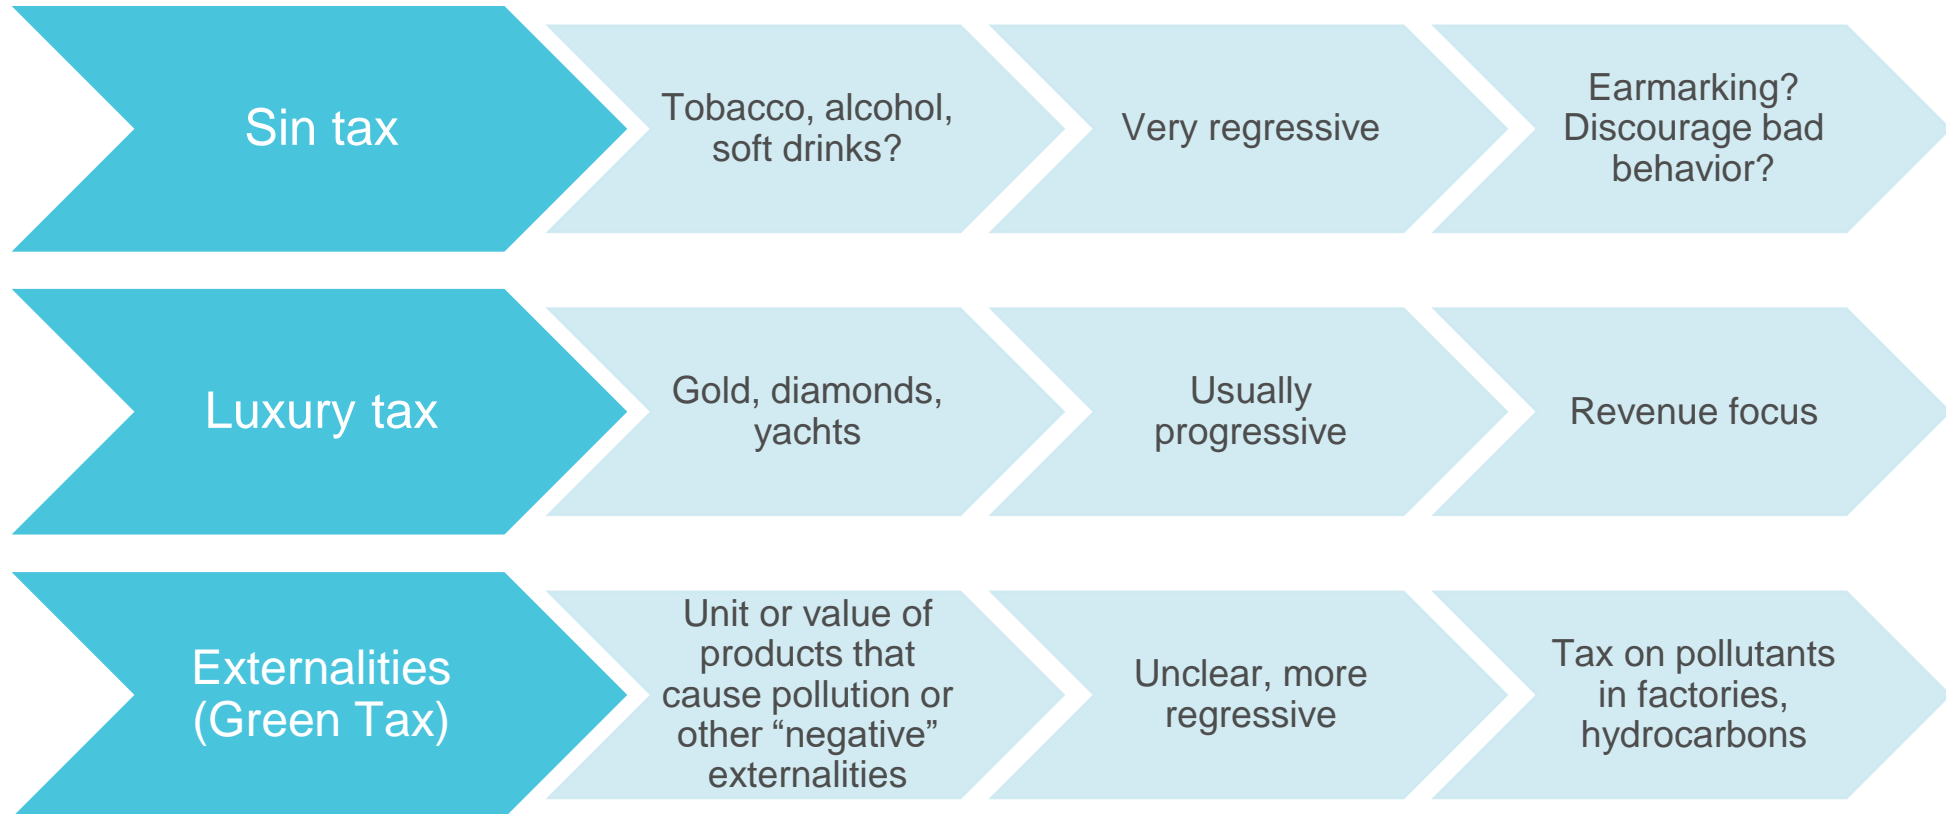 Sin tax
Tobacco, alcohol,
soft drinks?
Very regressive
Earmarking?
Discourage bad
behavior?
Luxury tax
Gold, diamonds,
yachts
Usually
progressive
Revenue focus
Externalities
(Green Tax)
Unit or value of
products that
cause pollution or
other “negative”
externalities
Unclear, more
regressive
Tax on pollutants
in factories,
hydrocarbons